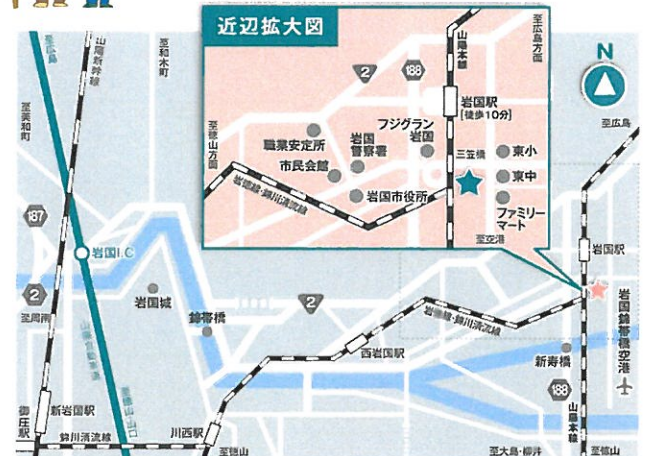 近辺拡大図
2
188
山陽本線
至広島方面
岩国駅
[徒歩10分]
フジグラン
岩国
職業安定所
岩国
警察署
三笠橋
東小
市民会館
東中
至徳山方面
岩徳線・錦川清流線
岩国市役所
ファミリー
マート
至空港
N
至広島
山陽新幹線
至和木町
至広島
至美和町
187
岩国I.C
岩国駅
2
至周南
岩国城
錦帯橋
2
岩徳線・錦川清流線
岩国錦帯橋空港
山陽自動車道
西岩国駅
新寿橋
188
至徳山・山口
新岩国駅
御庄駅
錦川清流線
川西駅
至徳山
山陽本線
至大島・柳井
至徳山